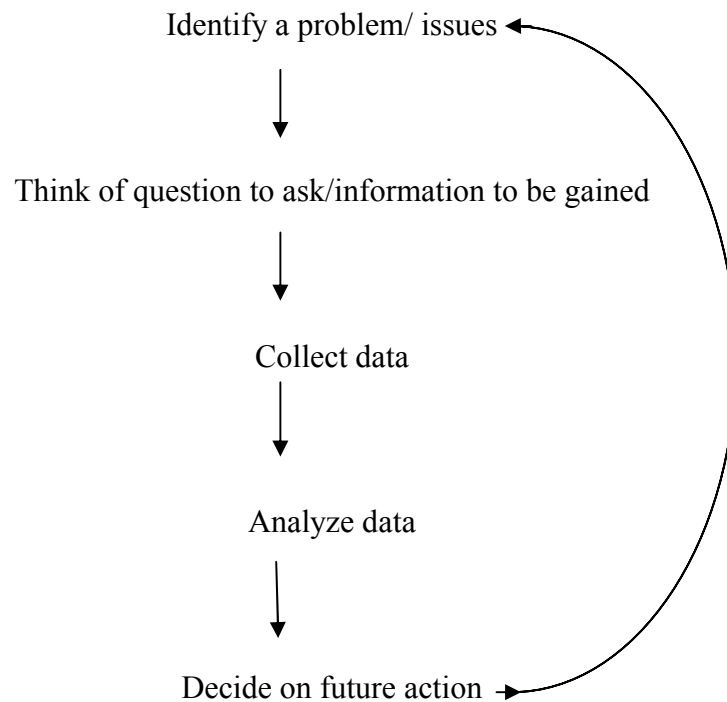 Identify a problem/ issues
Think of question to ask/information to be gained
Collect data
Analyze data
Decide on future action